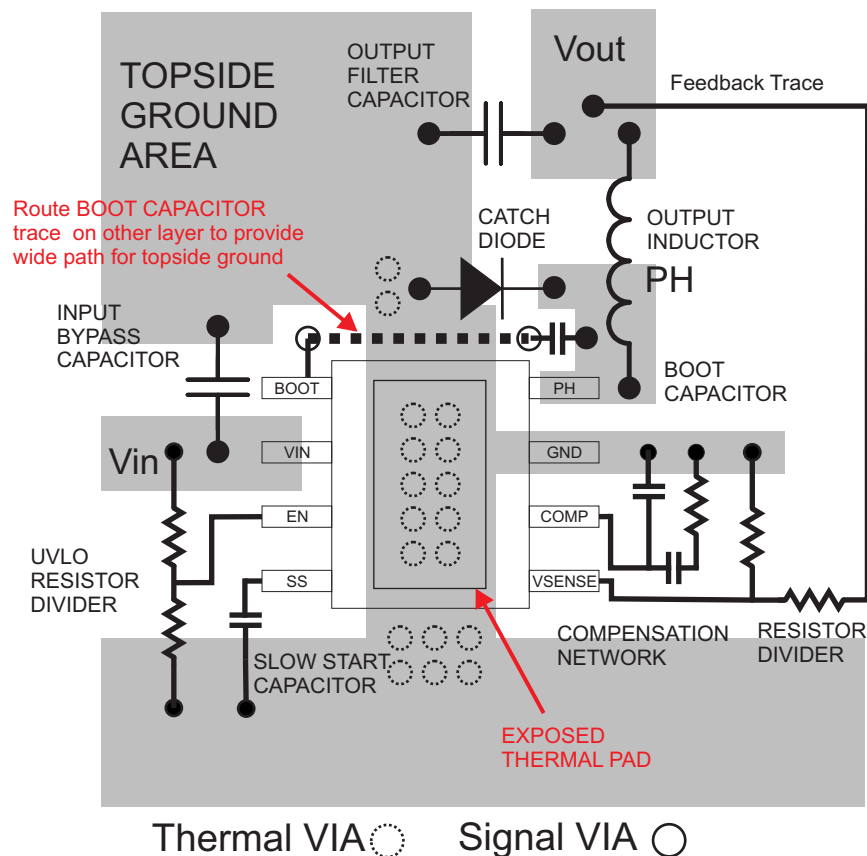 TOPSIDE
GROUND
AREA
OUTPUT
FILTER
CAPACITOR
Vout
Feedback Trace
Route BOOT CAPACITOR
trace on other layer to provide
wide path for topside ground
CATCH
DIODE
OUTPUT
INDUCTOR
PH
INPUT
BYPASS
CAPACITOR
BOOT
CAPACITOR
BOOT
PH
Vin
VIN
GND
EN
COMP
UVLO
RESISTOR
DIVIDER
SS
VSENSE
SLOW START
CAPACITOR
COMPENSATION
NETWORK
RESISTOR
DIVIDER
EXPOSED
THERMAL PAD
Thermal VIA
Signal VIA